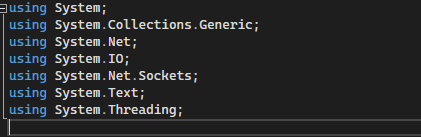 using System;
using System.Collections.Generic;
using System.Net;
using System.IO;
using System.Net.Sockets;
using System.Text;
using System.Threading;